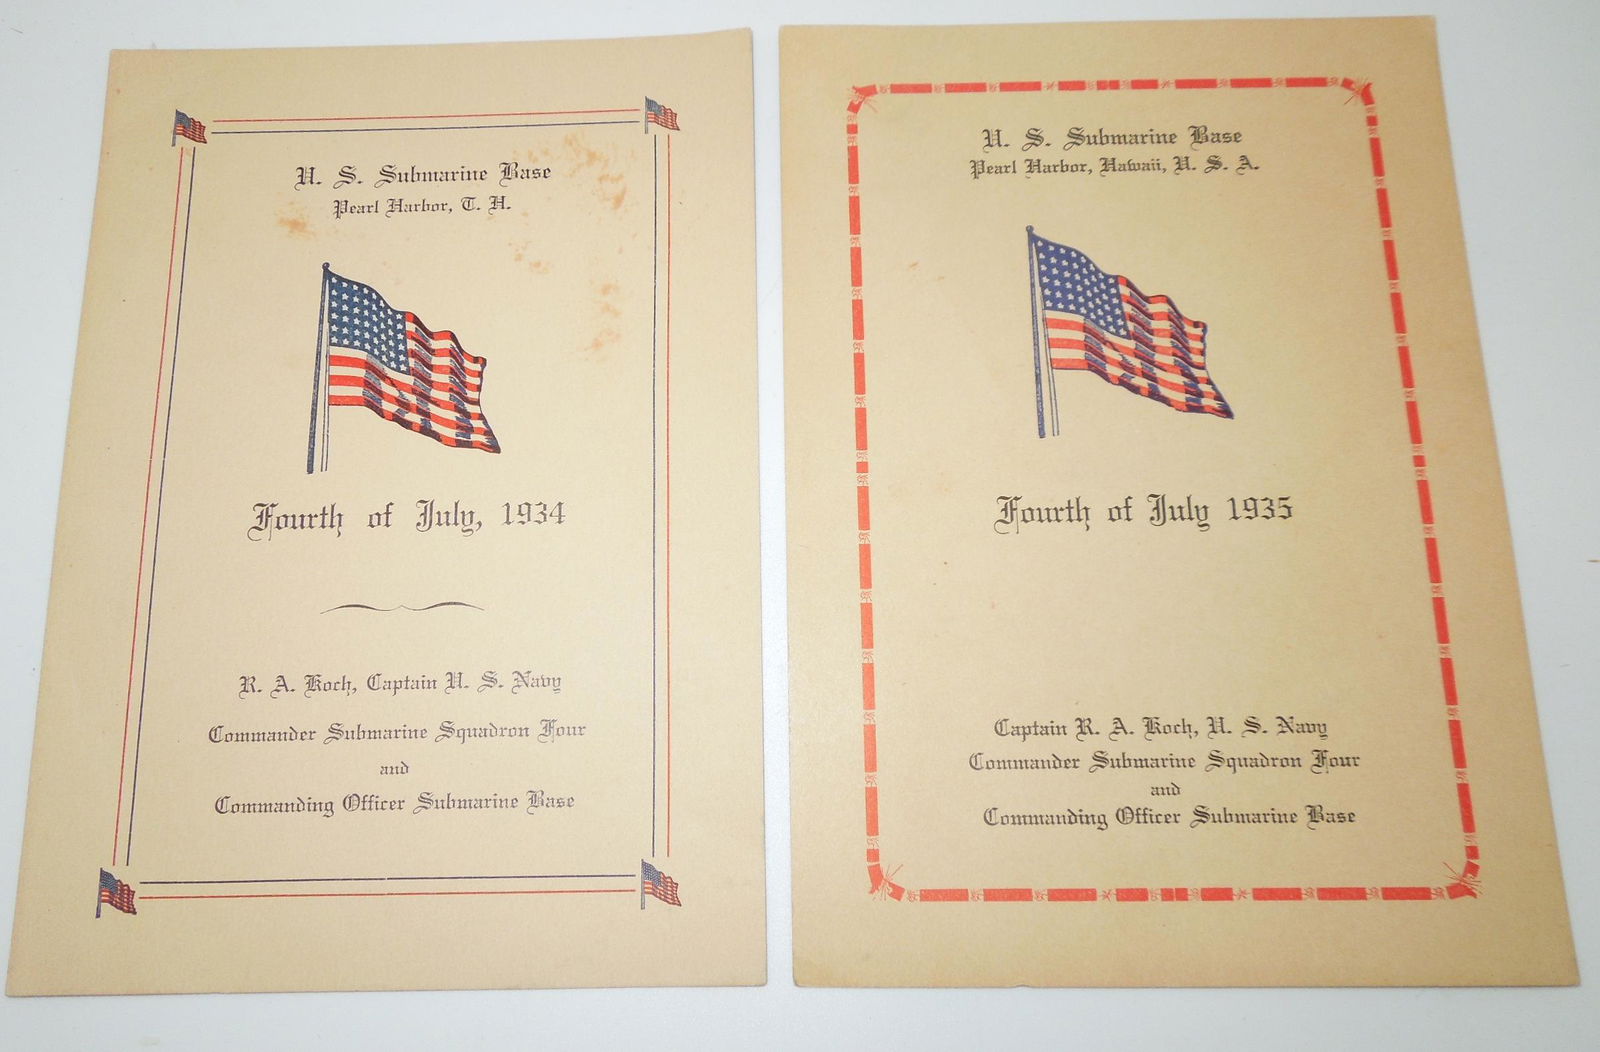 U. S. Submarine Base
Pearl Harbor, T. H.
Fourth of July, 1934
R. A. Koch, Captain U. S. Navy
Commander Submarine Squadron Four
and
Commanding Officer Submarine Base
U. S. Submarine Base
Pearl Harbor, Hawaii, U. S. A.
Fourth of July 1935
Captain R. A. Koch, U. S. Navy
Commander Submarine Squadron Four
and
Commanding Officer Submarine Base